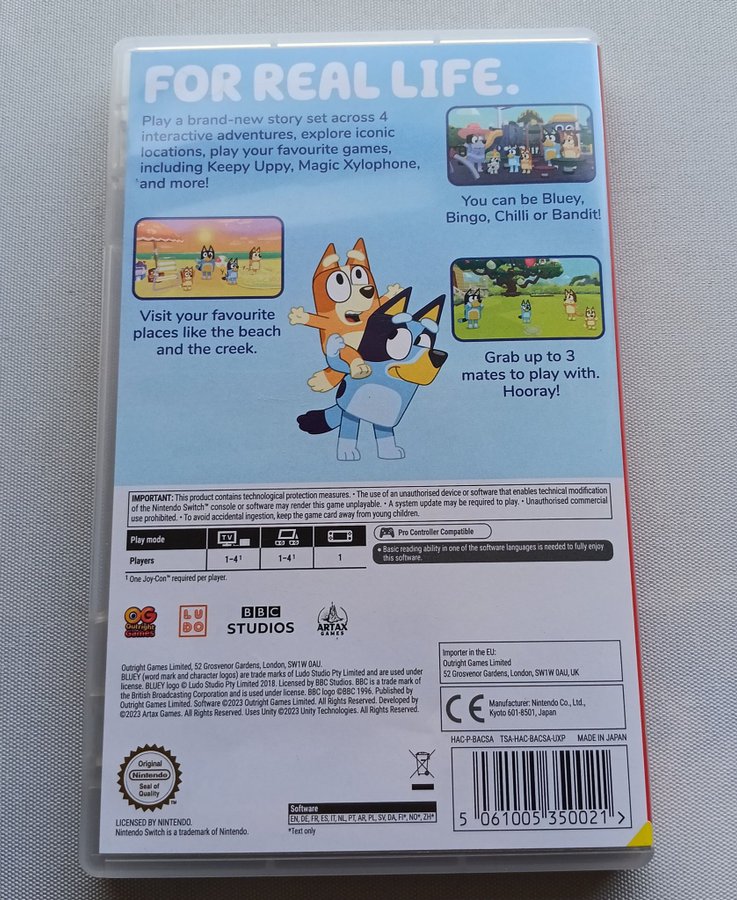 FOR REAL LIFE.
Play a brand-new story set across 4
interactive adventures, explore iconic
locations, play your favourite games,
including Keepy Uppy, Magic Xylophone,
and more!
You can be Bluey,
Bingo, Chilli or Bandit!
Visit your favourite
places like the beach
and the creek.
Grab up to 3
mates to play with.
Hooray!
IMPORTANT: This product contains technological protection measures. • The use of an unauthorised device or software that enables technical modification
of the Nintendo Switch™ console or software may render this game unplayable. • A system update may be required to play. • Unauthorised commercial
use prohibited. • To avoid accidental ingestion, keep the game card away from young children.
Play mode
TV
Players
1–4¹
1–4¹
1
¹ One Joy-Con™ required per player.
Pro Controller Compatible
• Basic reading ability in one of the software languages is needed to fully enjoy
this software.
OG
Outright
Games
LU
DO
BBC
STUDIOS
ARTAX
GAMES
Outright Games Limited, 52 Grosvenor Gardens, London, SW1W 0AU.
BLUEY (word mark and character logos) are trade marks of Ludo Studio Pty Limited and are used under
license. BLUEY logo © Ludo Studio Pty Limited 2018. Licensed by BBC Studios. BBC is a trade mark of
the British Broadcasting Corporation and is used under license. BBC logo ©BBC 1996. Published by
Outright Games Limited. Software ©2023 Outright Games Limited. All Rights Reserved. Developed by
©2023 Artax Games. All Rights Reserved. Uses Unity ©2023 Unity Technologies. All Rights Reserved.
Importer in the EU:
Outright Games Limited
52 Grosvenor Gardens, London, SW1W 0AU, UK
CE
Manufacturer: Nintendo Co., Ltd.,
Kyoto 601-8501, Japan
HAC-P-BACSA TSA-HAC-BACSA-UXP MADE IN JAPAN
Original
Nintendo
Seal of
Quality
TM
LICENSED BY NINTENDO.
Nintendo Switch is a trademark of Nintendo.
Software
EN, DE, FR, ES, IT, NL, PT, AR, PL, SV, DA, FI*, NO*, ZH*
*Text only
5 061005 350021 >